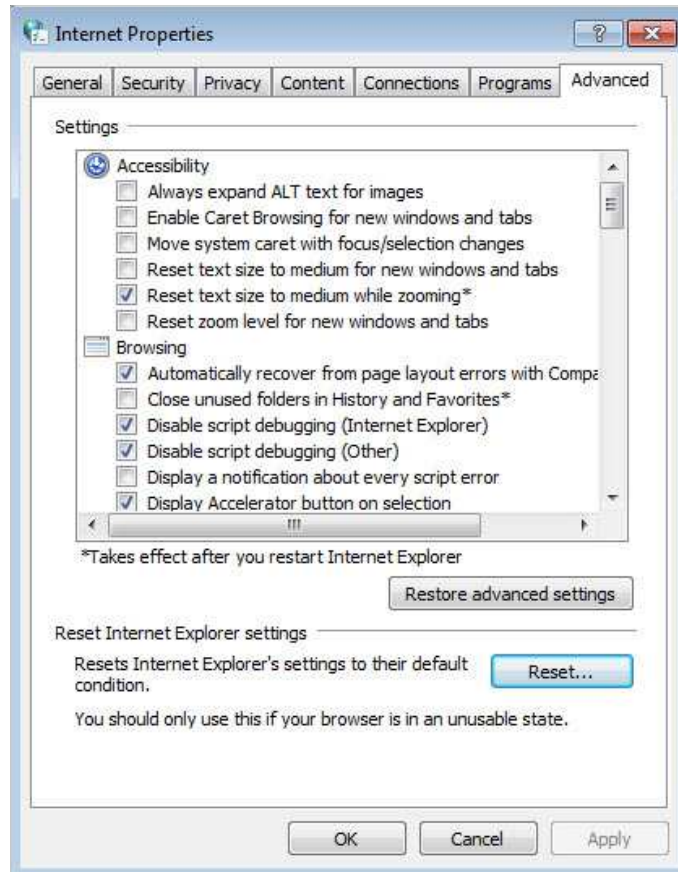 Internet Properties
General Security Privacy Content Connections Programs Advanced
Settings
Accessibility
Always expand ALT text for images
Enable Caret Browsing for new windows and tabs
Move system caret with focus/selection changes
Reset text size to medium for new windows and tabs
Reset text size to medium while zooming*
Reset zoom level for new windows and tabs
Browsing
Automatically recover from page layout errors with Compa
Close unused folders in History and Favorites*
Disable script debugging (Internet Explorer)
Disable script debugging (Other)
Display a notification about every script error
Display Accelerator button on selection
*Takes effect after you restart Internet Explorer
Restore advanced settings
Reset Internet Explorer settings
Resets Internet Explorer's settings to their default
condition.
Reset...
You should only use this if your browser is in an unusable state.
OK Cancel Apply